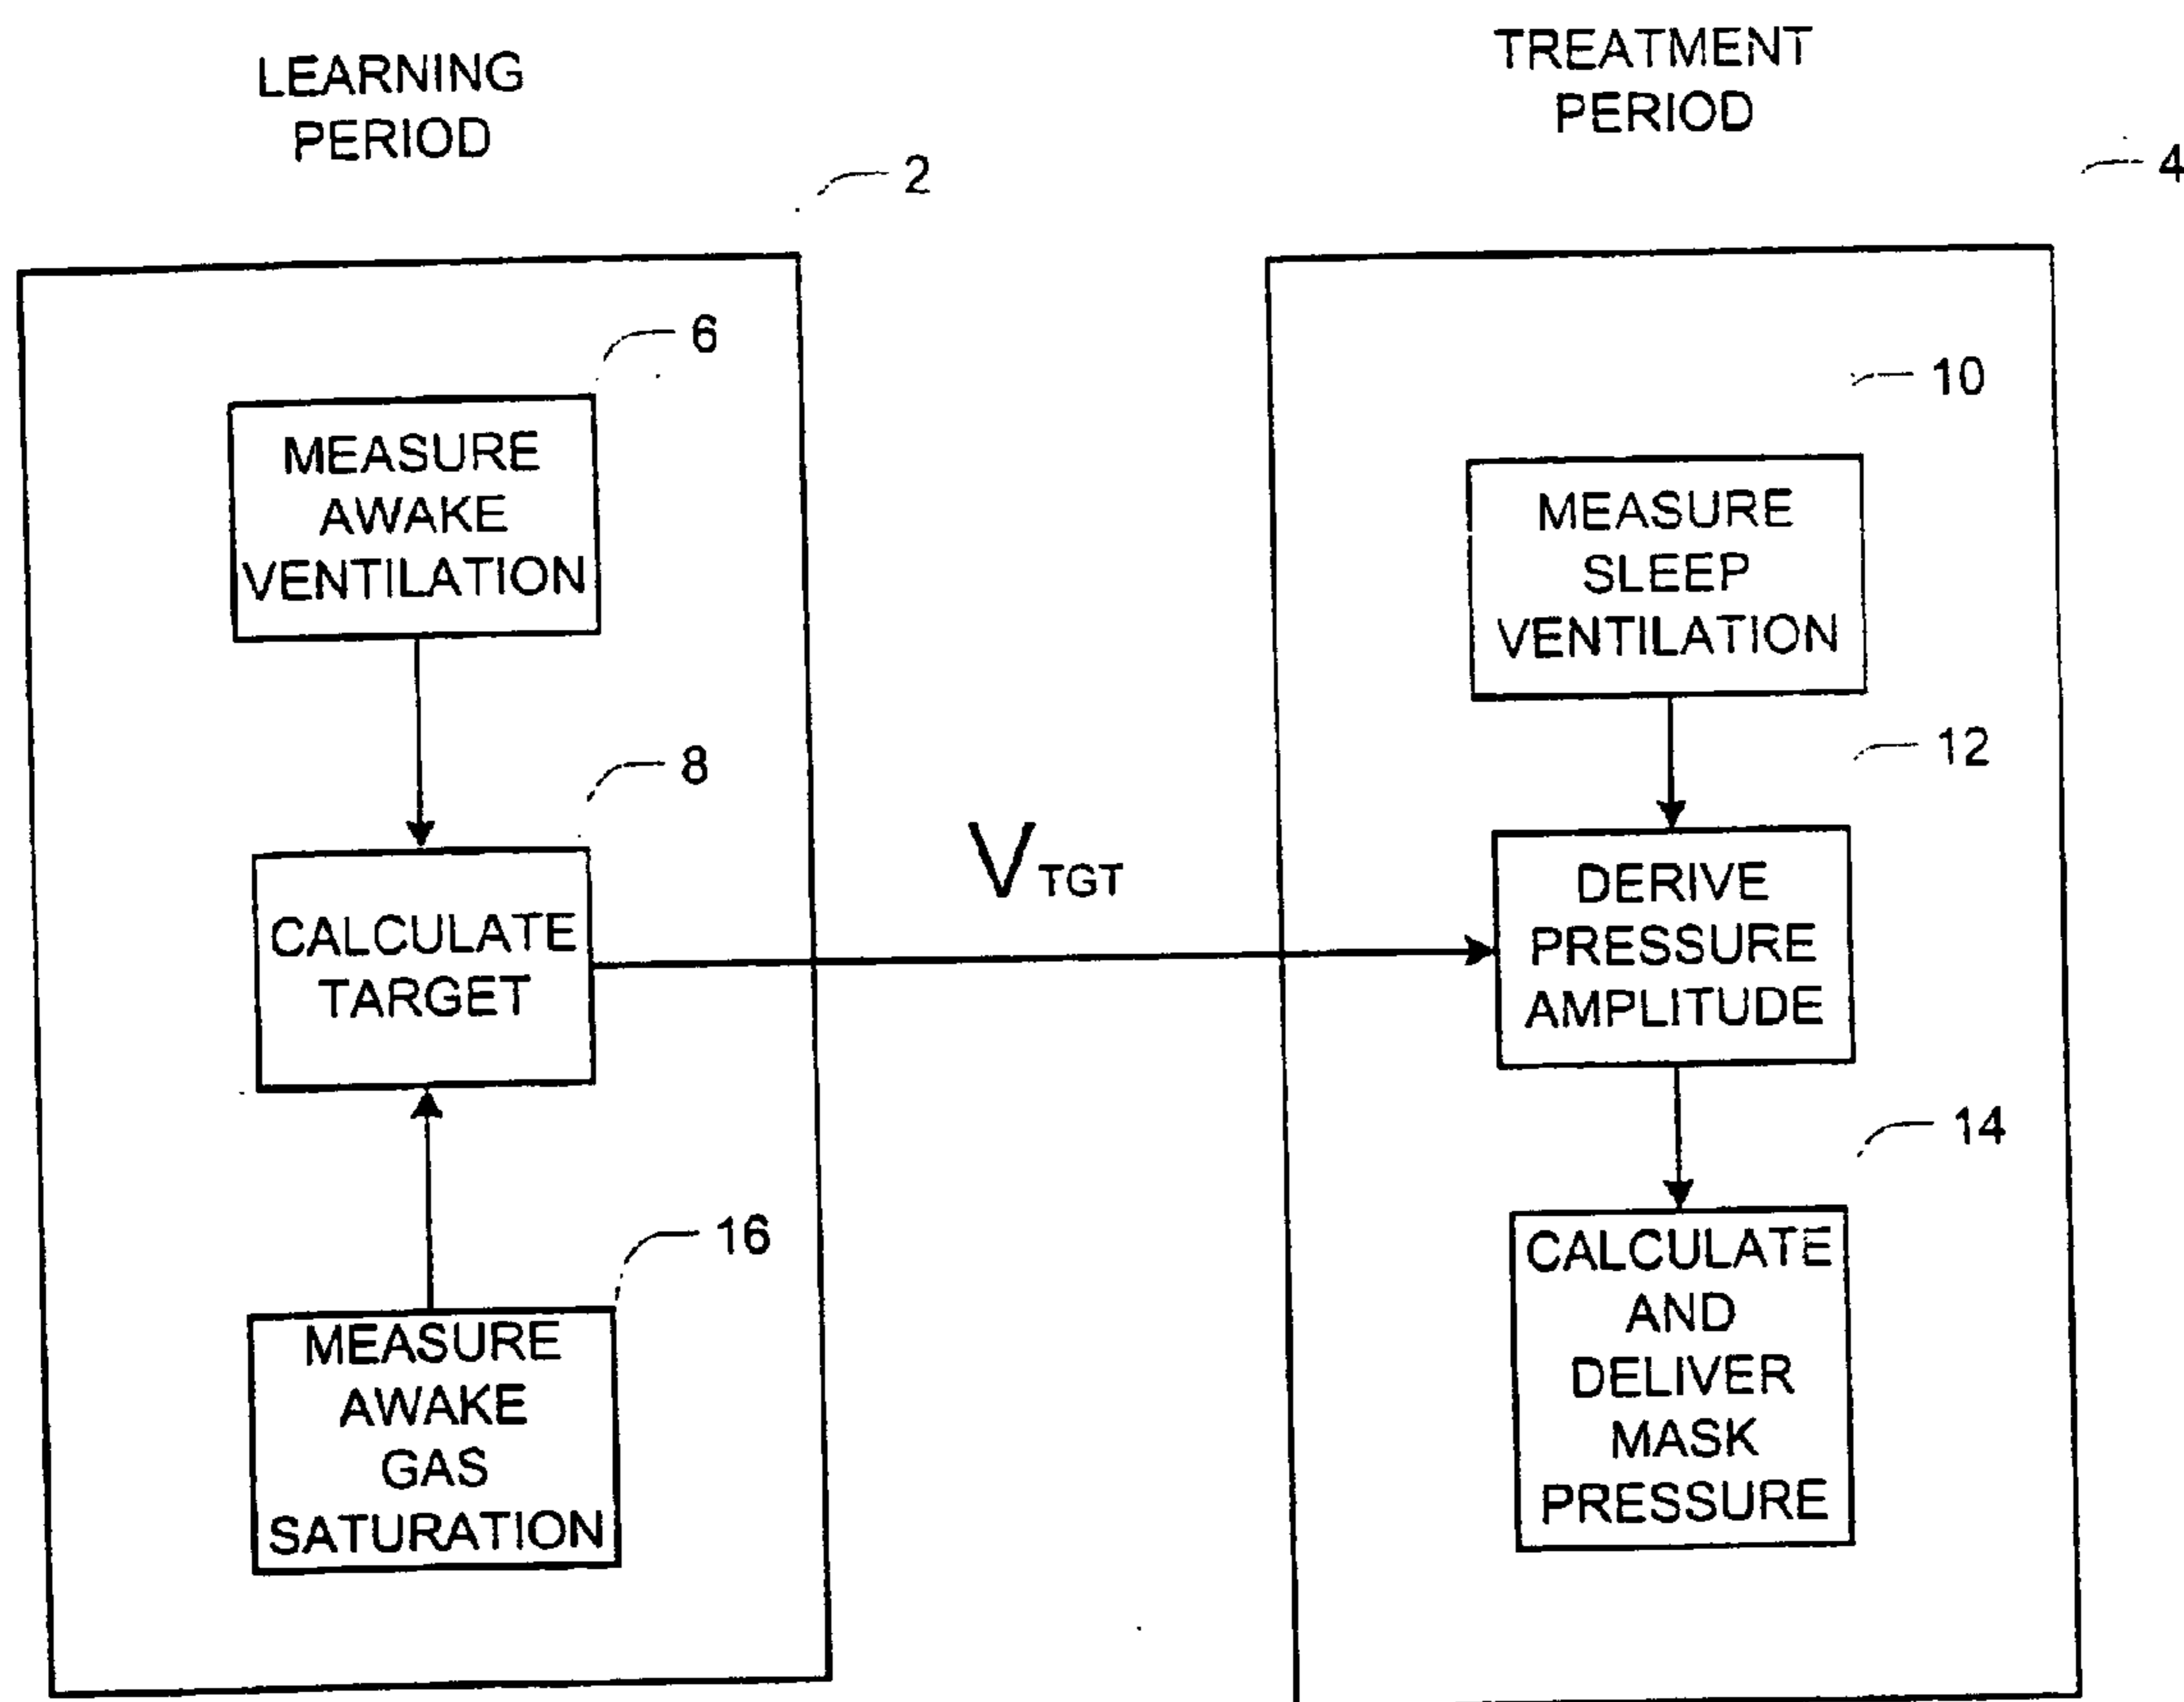 LEARNING
PERIOD
2
6
MEASURE
AWAKE
VENTILATION
8
CALCULATE
TARGET
16
MEASURE
AWAKE
GAS
SATURATION
VTGT
TREATMENT
PERIOD
4
10
MEASURE
SLEEP
VENTILATION
12
DERIVE
PRESSURE
AMPLITUDE
14
CALCULATE
AND
DELIVER
MASK
PRESSURE